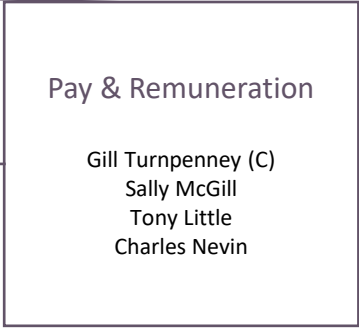 Pay & Remuneration
Gill Turnpenney (C)
Sally McGill
Tony Little
Charles Nevin